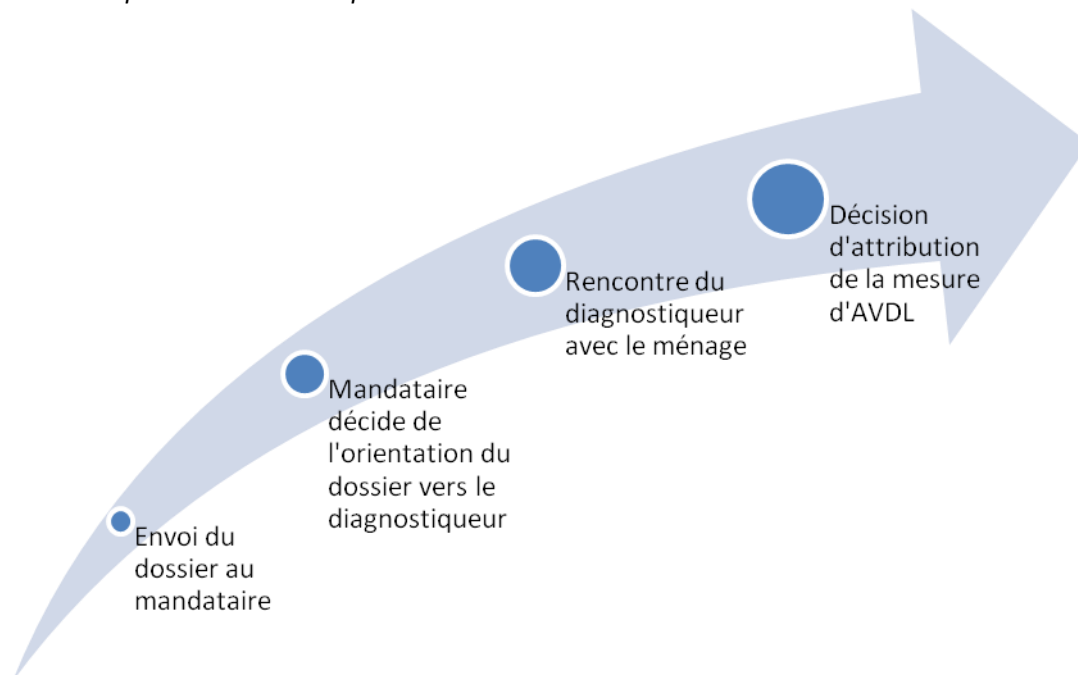 Envoi du
dossier au
mandataire
Mandataire
décide de
l'orientation du
dossier vers le
diagnostiqueur
Rencontre du
diagnostiqueur
avec le ménage
Décision
d'attribution
de la mesure
d'AVDL